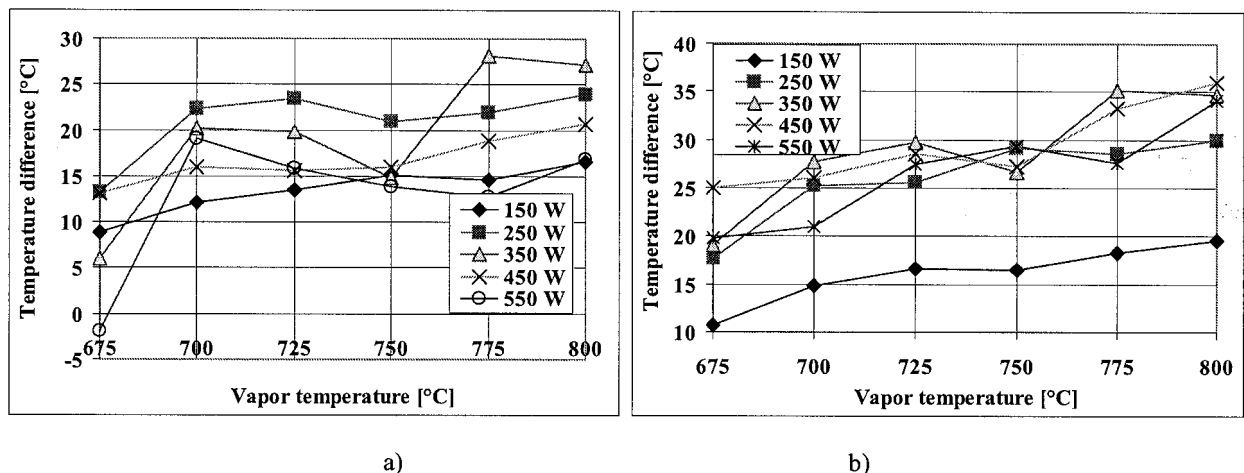 Temperature difference [°C]
30
25
20
15
10
5
0
-5
675
700
725
750
775
800
Vapor temperature [°C]
150 W
250 W
350 W
450 W
550 W
a)
Temperature difference [°C]
40
35
30
25
20
15
10
675
700
725
750
775
800
Vapor temperature [°C]
150 W
250 W
350 W
450 W
550 W
b)